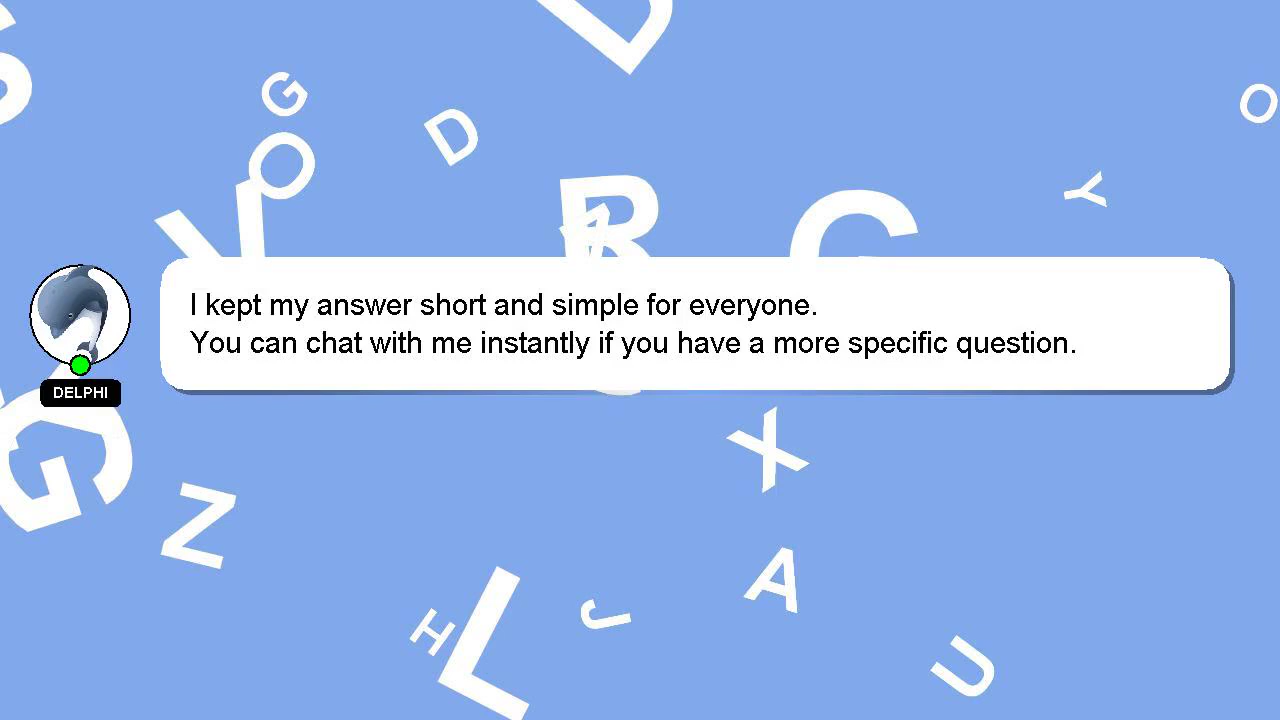 S
D
G
O
D
O
V
R
A
C
Y
I kept my answer short and simple for everyone.
You can chat with me instantly if you have a more specific question.
DELPHI
G
X
Z
A
H
L
J
U